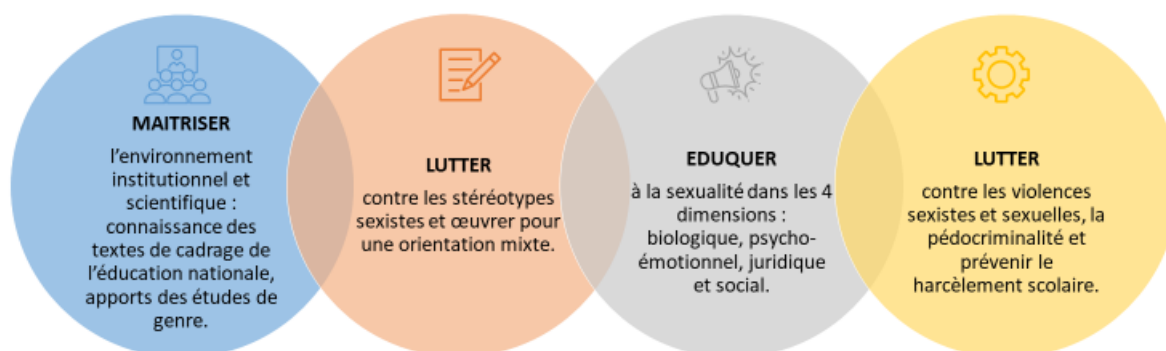 MAITRISER
l'environnement
institutionnel et
scientifique :
connaissance des
textes de cadrage de
l'éducation nationale,
apports des études de
genre.
LUTTER
contre les stéréotypes
sexistes et œuvrer pour
une orientation mixte.
EDUQUER
à la sexualité dans les 4
dimensions :
biologique, psycho-
émotionnel, juridique
et social.
LUTTER
contre les violences
sexistes et sexuelles, la
pédocriminalité et
prévenir le
harcèlement scolaire.